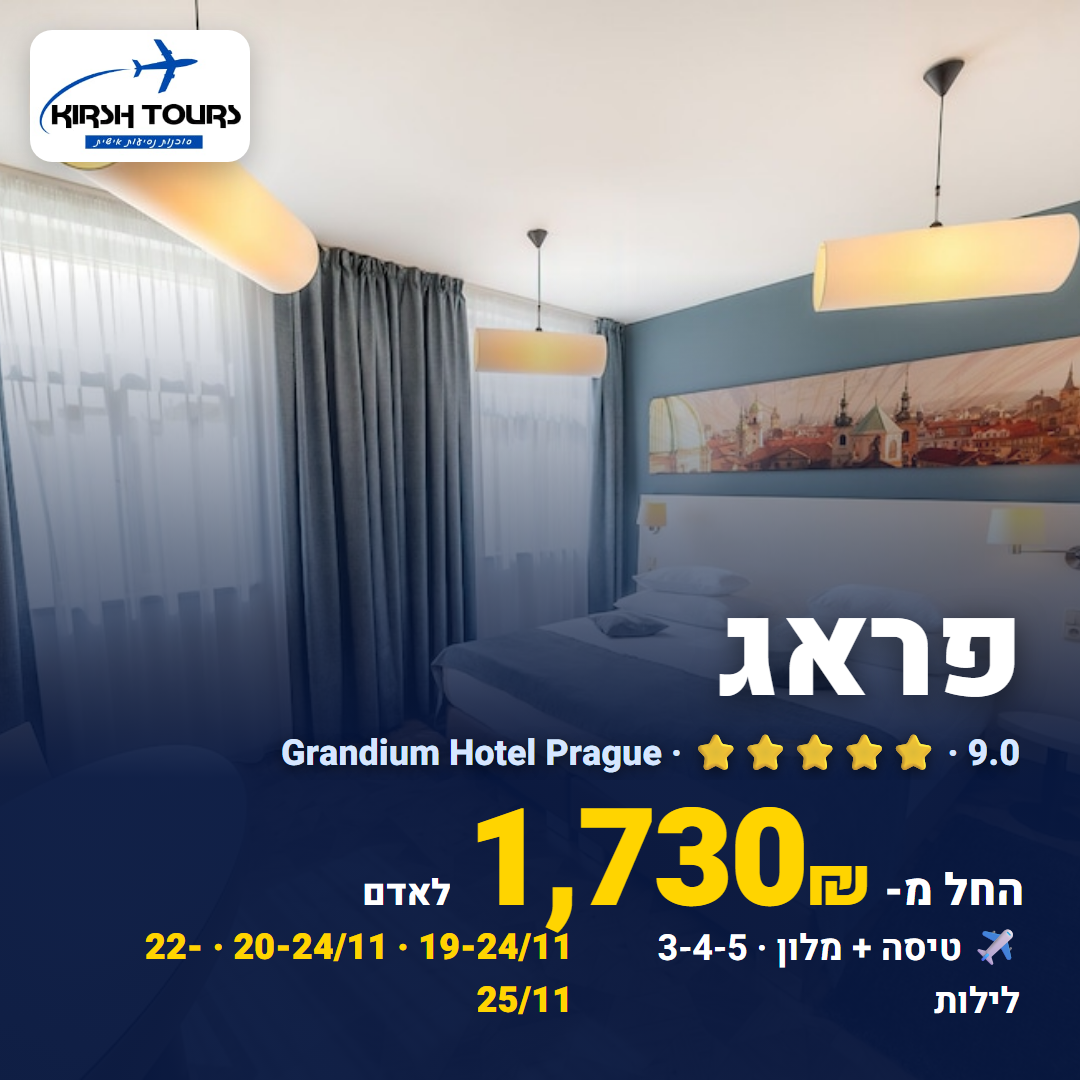 KIRSH TOURS
סוכנות נסיעות אישית
פראג
Grandium Hotel Prague · ⭐⭐⭐⭐⭐ · 9.0
החל מ- ₪1,730 לאדם
✈️ טיסה + מלון · 3-4-5 לילות
19-24/11 · 20-24/11 · 22-25/11